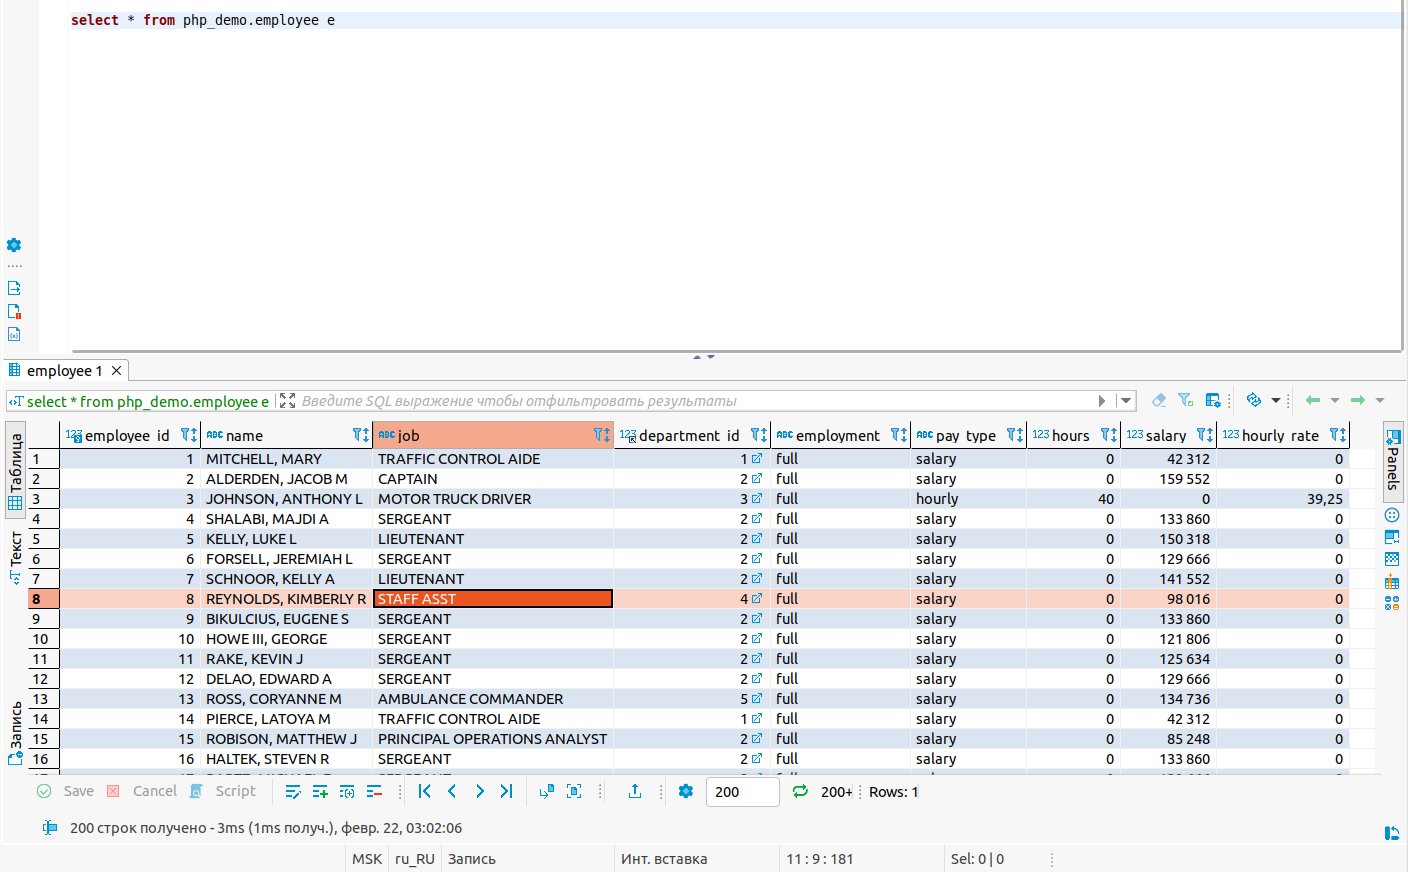 select * from php_demo.employee e
employee 1
select * from php_demo.employee e Введите SQL выражение чтобы отфильтровать результаты
employee_id name job department_id employment pay_type hours salary hourly_rate
1 1 MITCHELL, MARY TRAFFIC CONTROL AIDE 1 full salary 0 42 312 0
2 2 ALDERDEN, JACOB M CAPTAIN 2 full salary 0 159 552 0
3 3 JOHNSON, ANTHONY L MOTOR TRUCK DRIVER 3 full hourly 40 0 39,25
4 4 SHALABI, MAJDI A SERGEANT 2 full salary 0 133 860 0
5 5 KELLY, LUKE L LIEUTENANT 2 full salary 0 150 318 0
6 6 FORSELL, JEREMIAH L SERGEANT 2 full salary 0 129 666 0
7 7 SCHNOOR, KELLY A LIEUTENANT 2 full salary 0 141 552 0
8 8 REYNOLDS, KIMBERLY R STAFF ASST 4 full salary 0 98 016 0
9 9 BIKULCIUS, EUGENE S SERGEANT 2 full salary 0 133 860 0
10 10 HOWE III, GEORGE SERGEANT 2 full salary 0 121 806 0
11 11 RAKE, KEVIN J SERGEANT 2 full salary 0 125 634 0
12 12 DELAO, EDWARD A SERGEANT 2 full salary 0 129 666 0
13 13 ROSS, CORYANNE M AMBULANCE COMMANDER 5 full salary 0 134 736 0
14 14 PIERCE, LATOYA M TRAFFIC CONTROL AIDE 1 full salary 0 42 312 0
15 15 ROBISON, MATTHEW J PRINCIPAL OPERATIONS ANALYST 2 full salary 0 85 248 0
16 16 HALTEK, STEVEN R SERGEANT 2 full salary 0 133 860 0
Таблица
Текст
Запись
Panels
Save Cancel Script 200 200+ Rows: 1
200 строк получено - 3ms (1ms получ.), февр. 22, 03:02:06
MSK ru_RU Запись Инт. вставка 11 : 9 : 181 Sel: 0 | 0